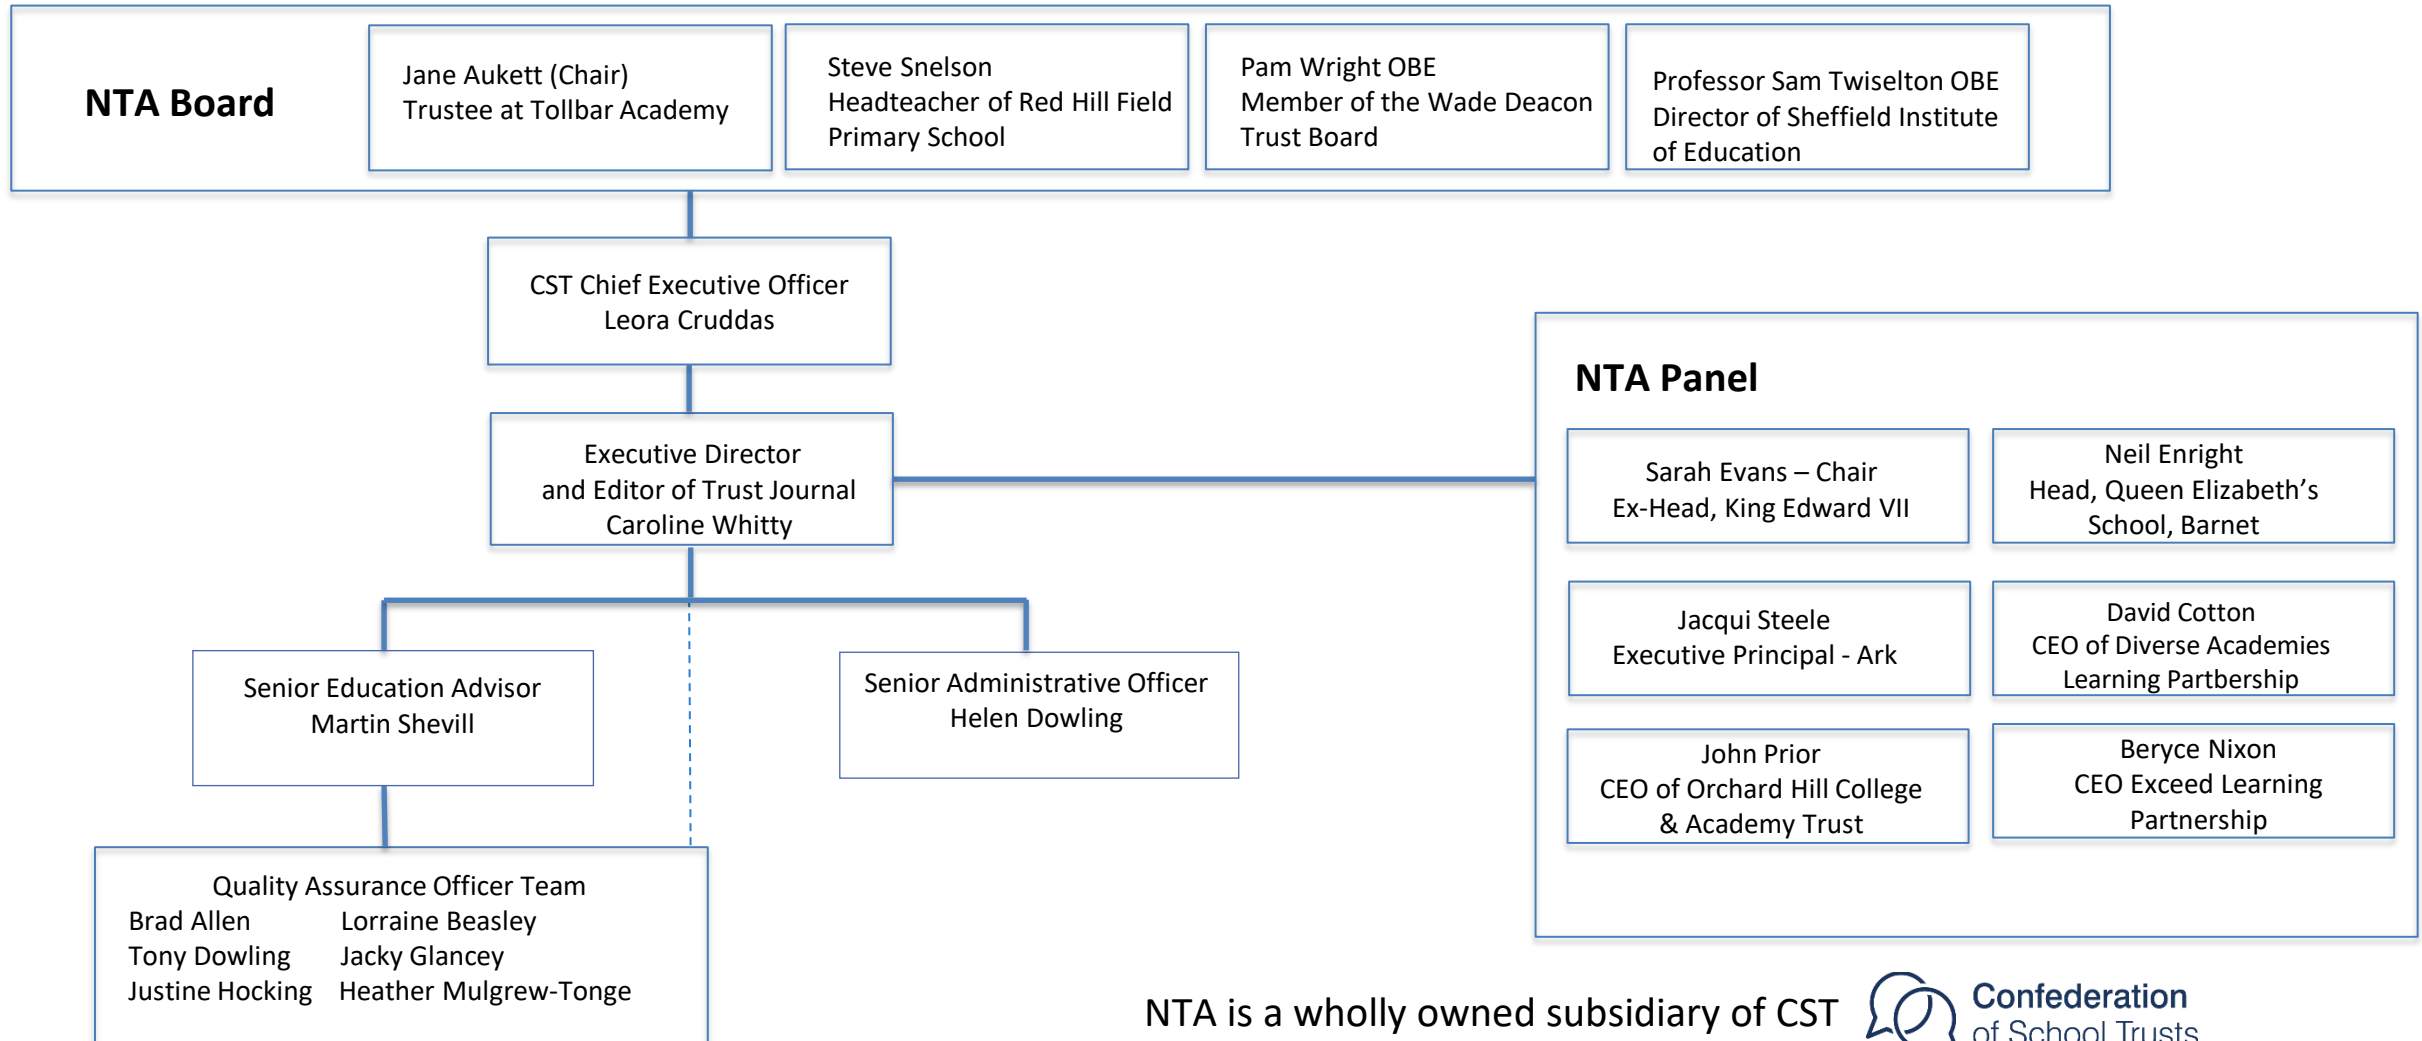 NTA Board
Jane Aukett (Chair)
Trustee at Tollbar Academy
Steve Snelson
Headteacher of Red Hill Field
Primary School
Pam Wright OBE
Member of the Wade Deacon
Trust Board
Professor Sam Twiselton OBE
Director of Sheffield Institute
of Education
CST Chief Executive Officer
Leora Cruddas
Executive Director
and Editor of Trust Journal
Caroline Whitty
NTA Panel
Sarah Evans – Chair
Ex-Head, King Edward VII
Neil Enright
Head, Queen Elizabeth’s
School, Barnet
Jacqui Steele
Executive Principal - Ark
David Cotton
CEO of Diverse Academies
Learning Partbership
John Prior
CEO of Orchard Hill College
& Academy Trust
Beryce Nixon
CEO Exceed Learning
Partnership
Senior Education Advisor
Martin Shevill
Senior Administrative Officer
Helen Dowling
Quality Assurance Officer Team
Brad Allen Lorraine Beasley
Tony Dowling Jacky Glancey
Justine Hocking Heather Mulgrew-Tonge
NTA is a wholly owned subsidiary of CST
Confederation
of School Trusts